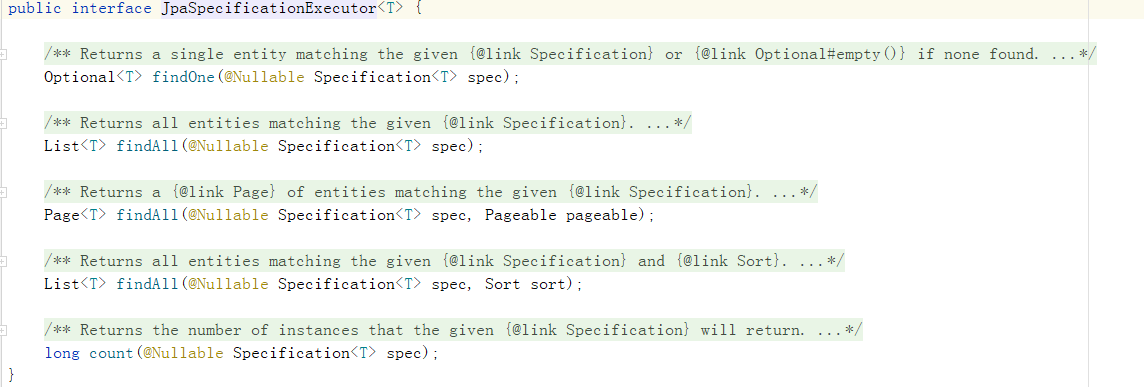 public interface JpaSpecificationExecutor<T> {
/** Returns a single entity matching the given {@link Specification} or {@link Optional#empty()} if none found. ...*/
Optional<T> findOne(@Nullable Specification<T> spec);
/** Returns all entities matching the given {@link Specification}. ...*/
List<T> findAll(@Nullable Specification<T> spec);
/** Returns a {@link Page} of entities matching the given {@link Specification}. ...*/
Page<T> findAll(@Nullable Specification<T> spec, Pageable pageable);
/** Returns all entities matching the given {@link Specification} and {@link Sort}. ...*/
List<T> findAll(@Nullable Specification<T> spec, Sort sort);
/** Returns the number of instances that the given {@link Specification} will return. ...*/
long count(@Nullable Specification<T> spec);
}